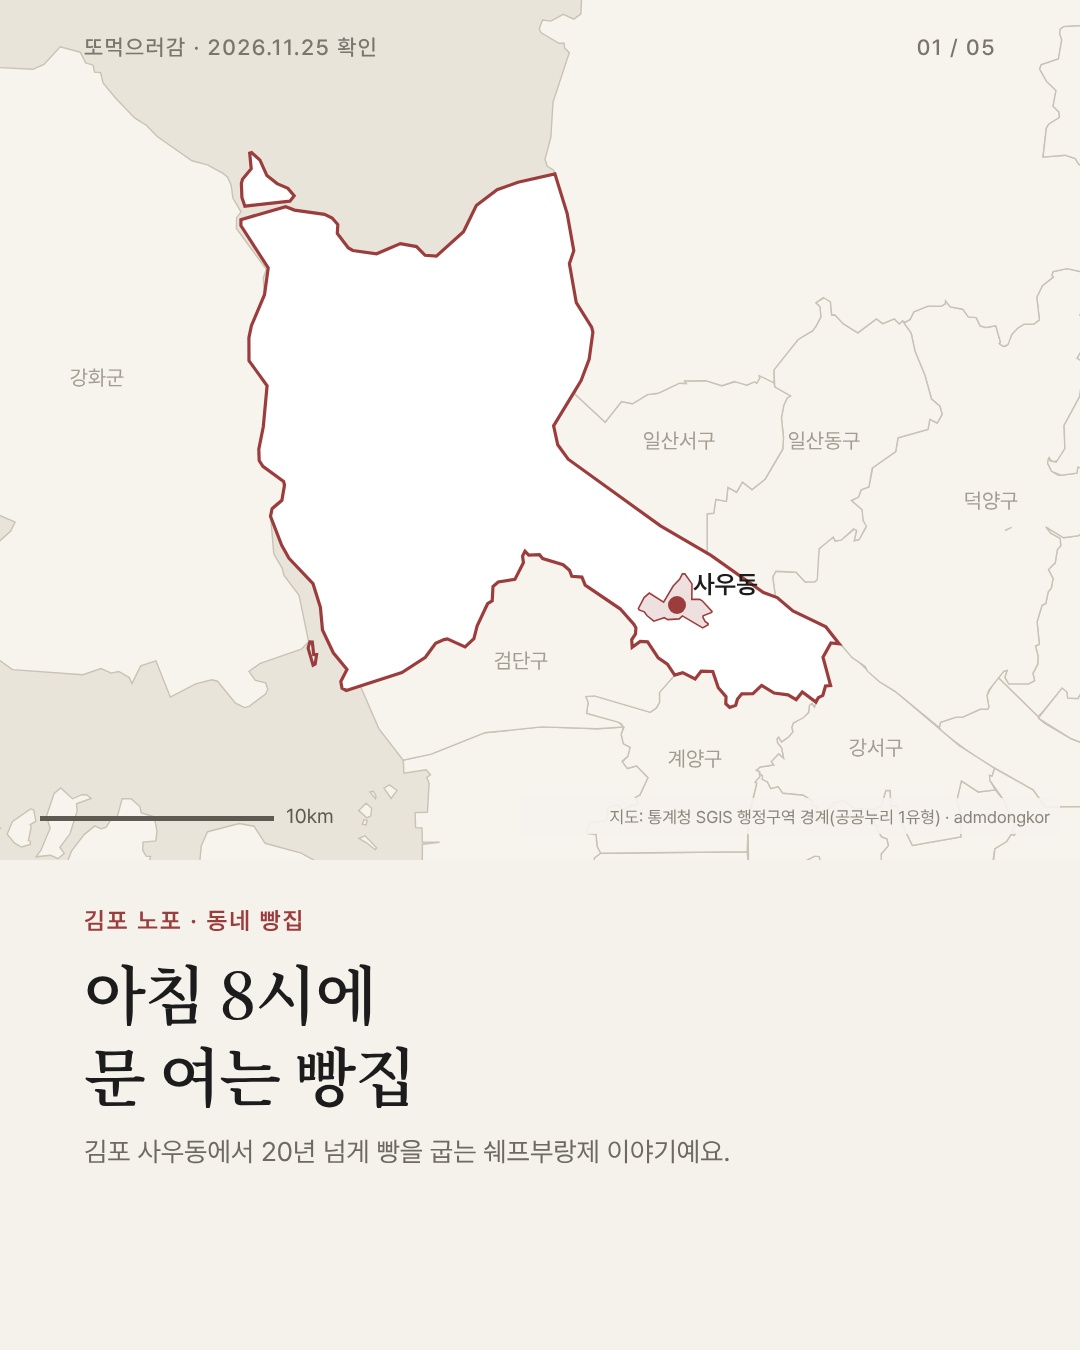 또먹으러감 · 2026.11.25 확인
01 / 05
강화군
일산서구
일산동구
덕양구
사우동
검단구
강서구
계양구
10km
지도: 통계청 SGIS 행정구역 경계(공공누리 1유형) · admdongkor
김포 노포 · 동네 빵집
아침 8시에
문 여는 빵집
김포 사우동에서 20년 넘게 빵을 굽는 쉐프부랑제 이야기예요.